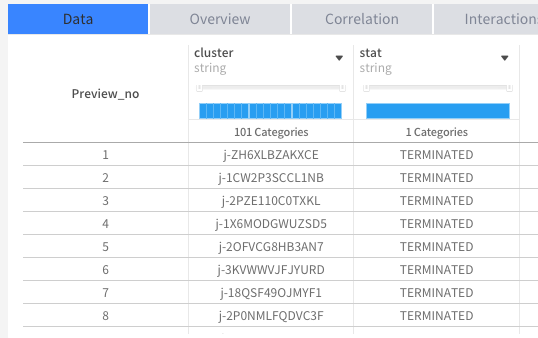 Data Overview Correlation Interaction
cluster stat
string string
Preview_no
101 Categories 1 Categories
1 j-ZH6XLBZAKXCE TERMINATED
2 j-1CW2P3SCCL1NB TERMINATED
3 j-2PZE110C0TXKL TERMINATED
4 j-1X6MODGWUZSD5 TERMINATED
5 j-2OFVCG8HB3AN7 TERMINATED
6 j-3KVWWVJFJYURD TERMINATED
7 j-18QSF49OJMYF1 TERMINATED
8 j-2P0NMLFQDVC3F TERMINATED